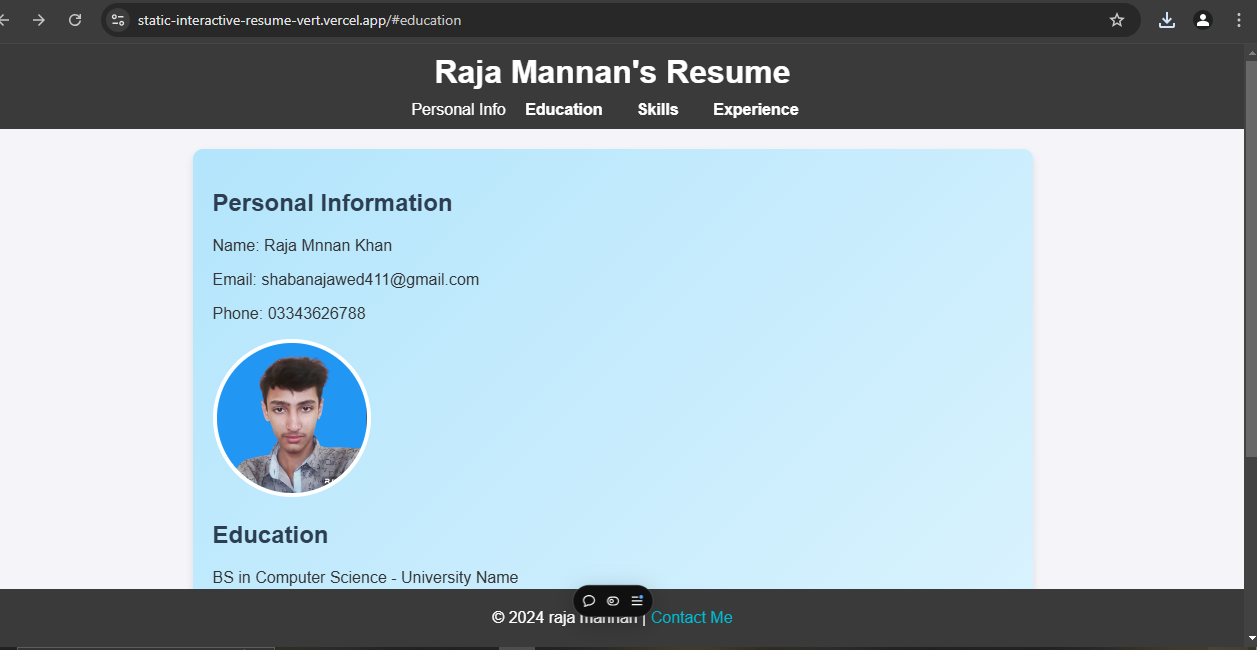 static-interactive-resume-vert.vercel.app/#education
Raja Mannan's Resume
Personal Info Education Skills Experience
Personal Information
Name: Raja Mnnan Khan
Email: shabanajawed411@gmail.com
Phone: 03343626788
Education
BS in Computer Science - University Name
© 2024 raja mannan | Contact Me